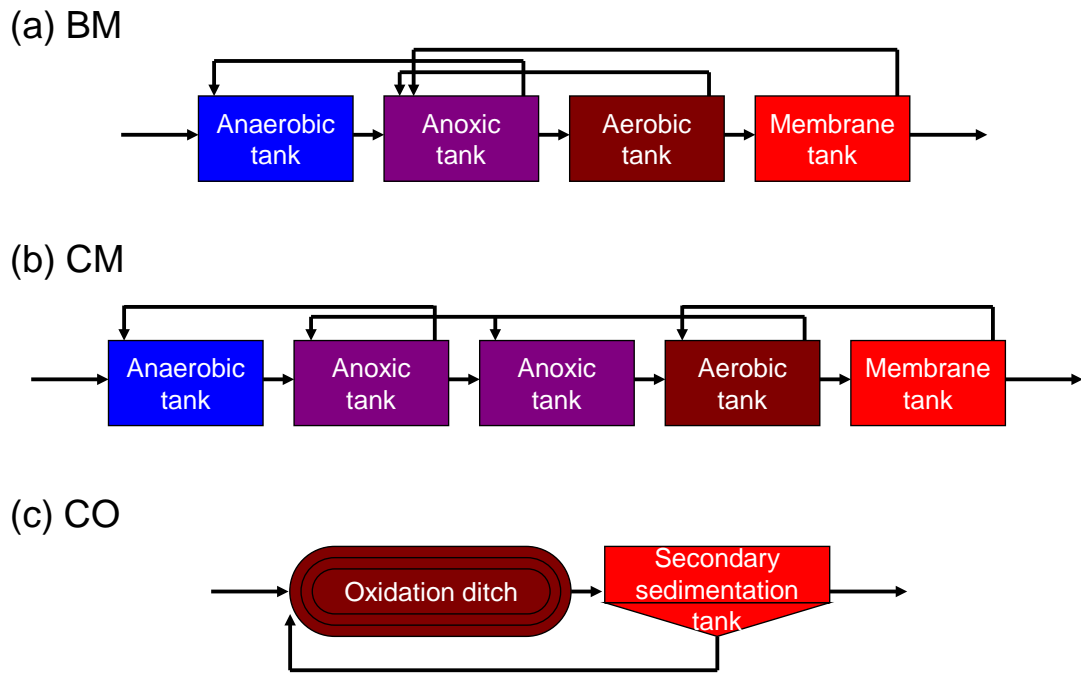 (a) BM
Anaerobic
tank
Anoxic
tank
Aerobic
tank
Membrane
tank
(b) CM
Anaerobic
tank
Anoxic
tank
Anoxic
tank
Aerobic
tank
Membrane
tank
(c) CO
Oxidation ditch
Secondary
sedimentation
tank